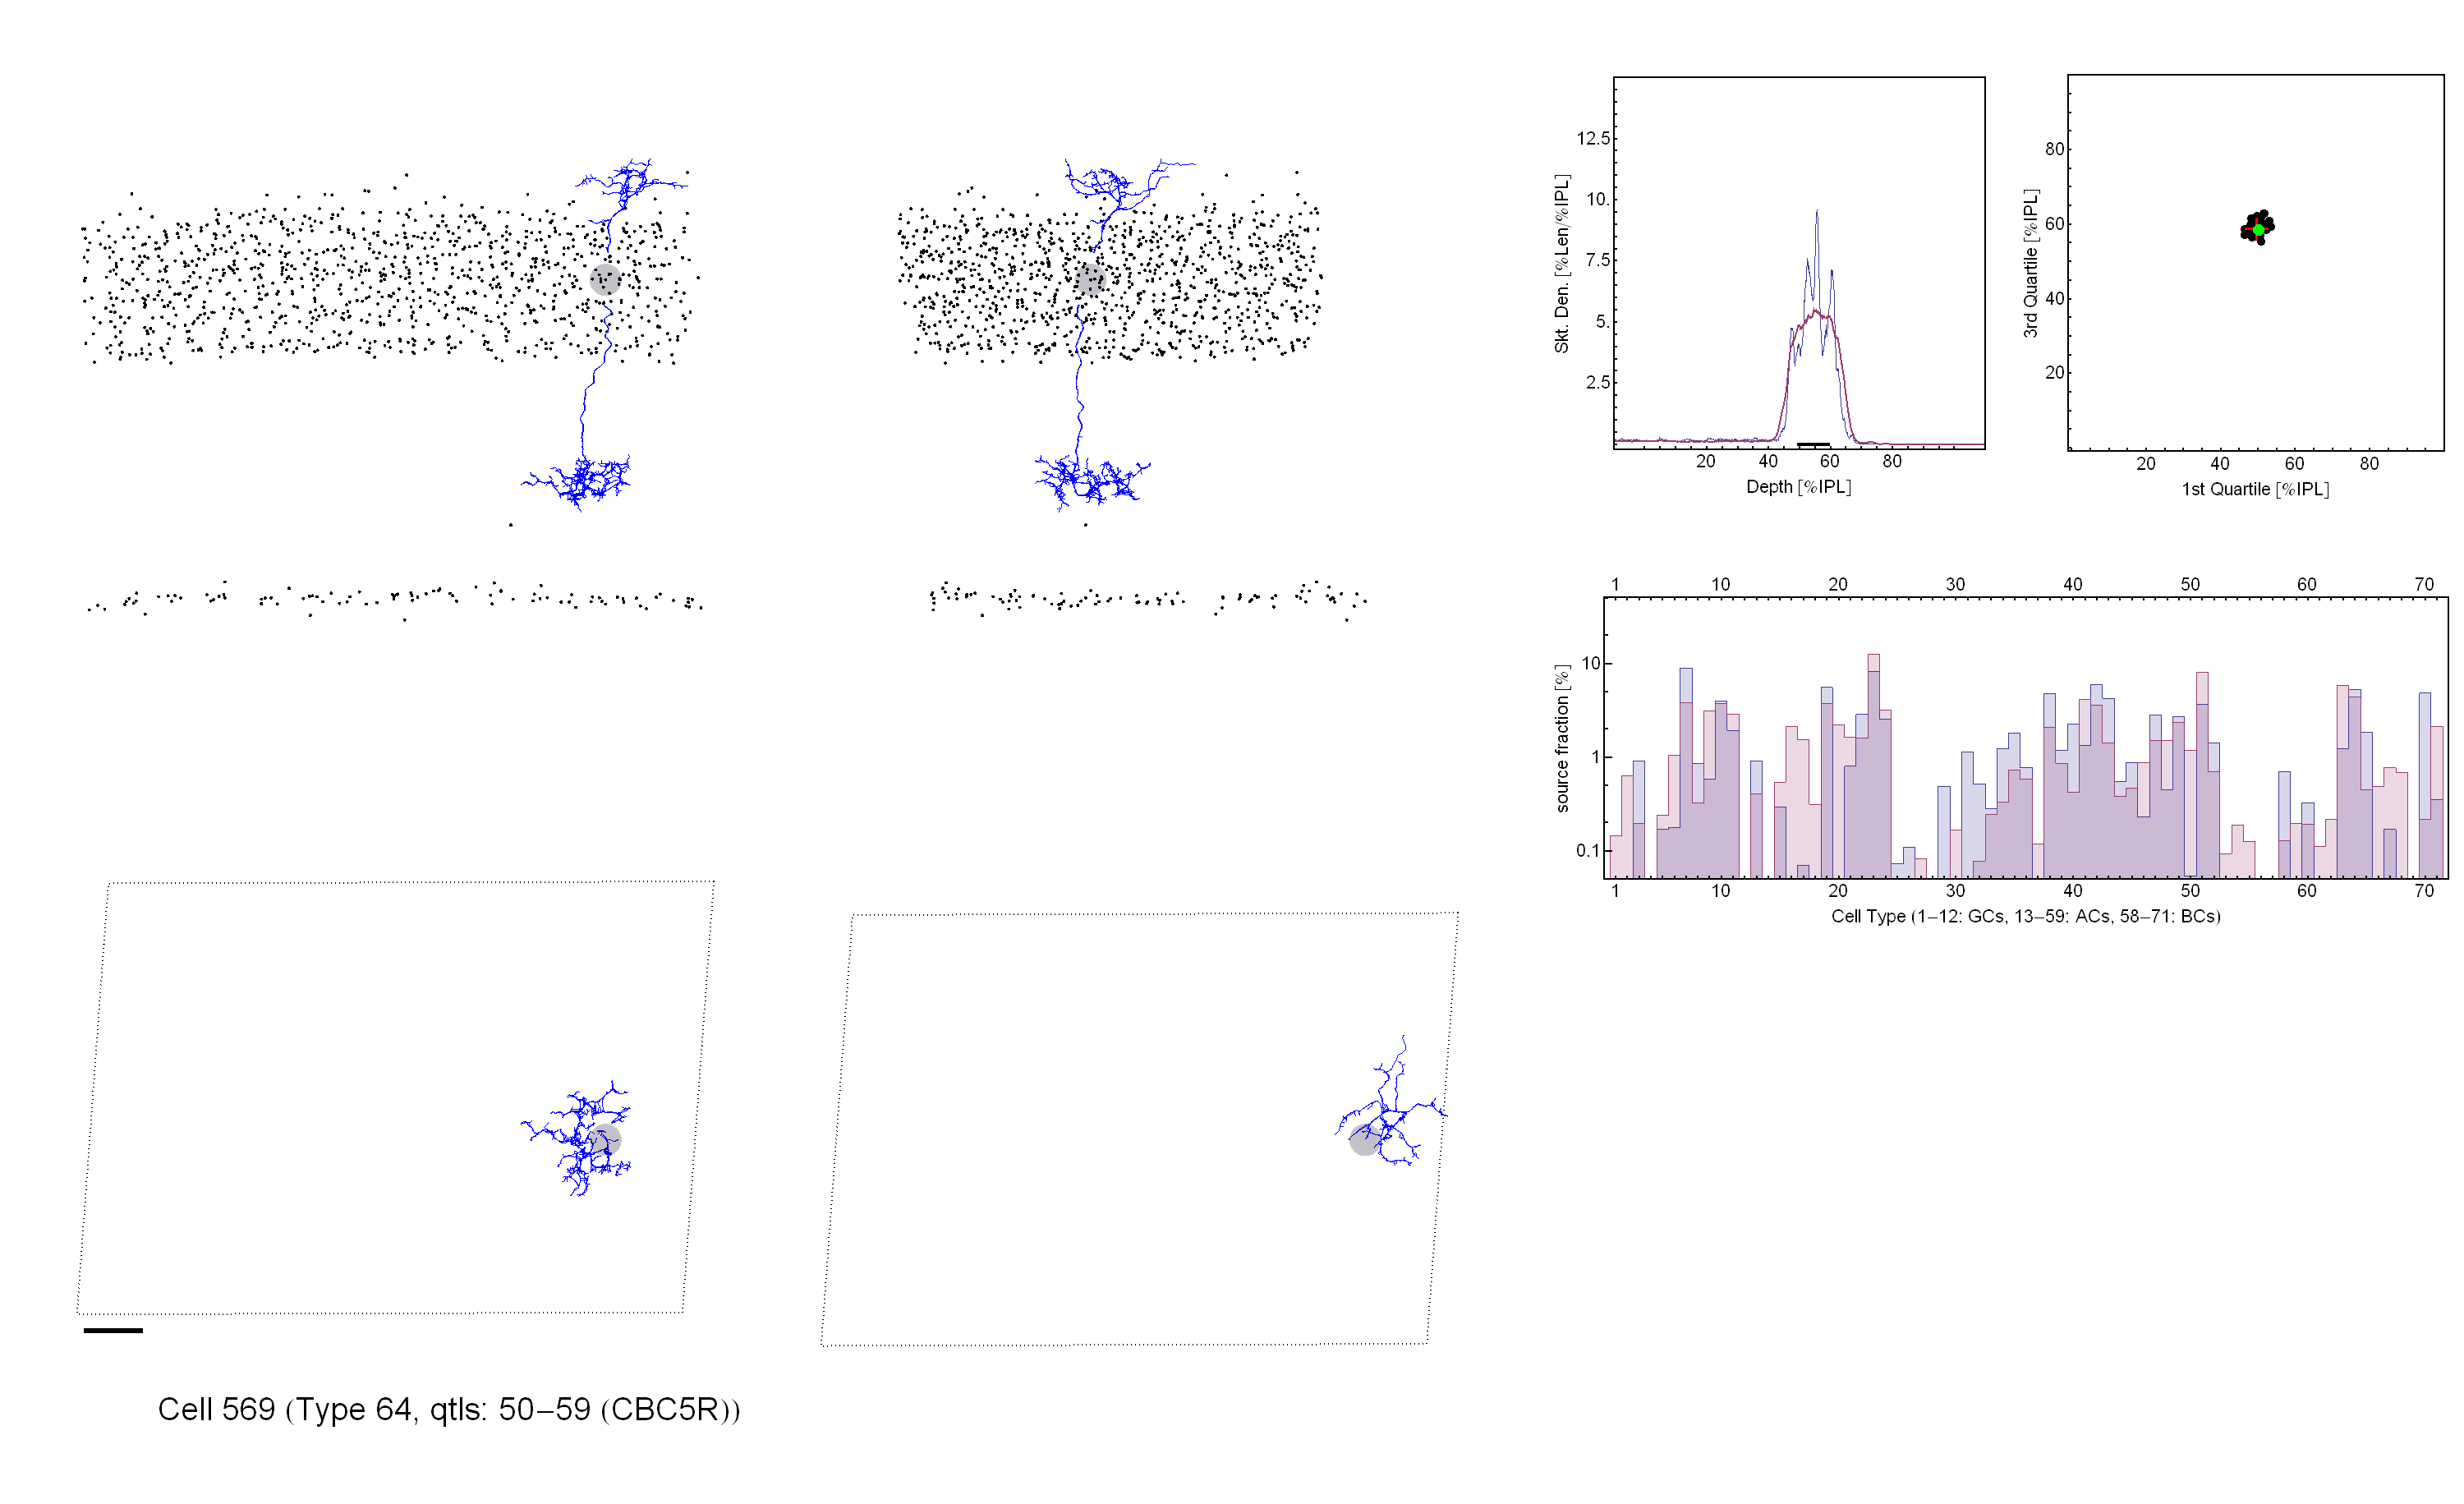 12.5
10.
7.5
5.
2.5
Skt. Den. [%Len/%IPL]
20 40 60 80
Depth [%IPL]
80
60
40
20
3rd Quartile [%IPL]
20 40 60 80
1st Quartile [%IPL]
1 10 20 30 40 50 60 70
10
1
0.1
source fraction [%]
1 10 20 30 40 50 60 70
Cell Type (1–12: GCs, 13–59: ACs, 58–71: BCs)
Cell 569 (Type 64, qtls: 50–59 (CBC5R))